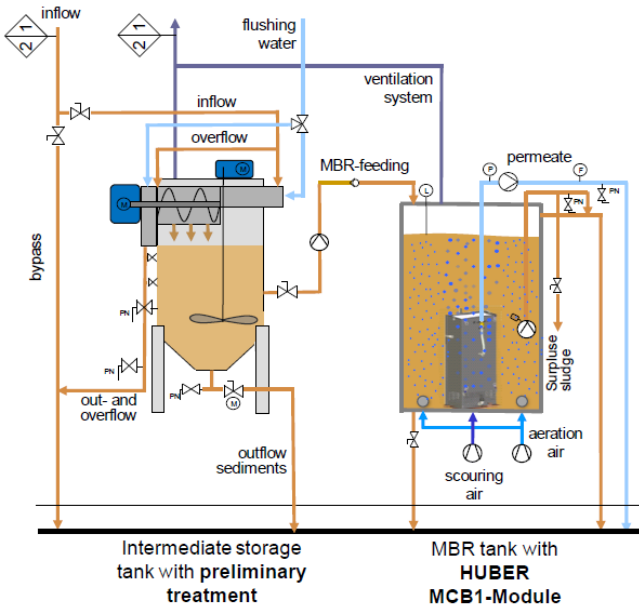 inflow
2 1
2 1
flushing
water
ventilation
system
inflow
overflow
M
M
MBR-feeding
permeate
P
F
L
PN
PN
bypass
PN
PN
PN
M
out- and
overflow
outflow
sediments
Surpluse
sludge
aeration
air
scouring
air
Intermediate storage
tank with preliminary
treatment
MBR tank with
HUBER
MCB1-Module